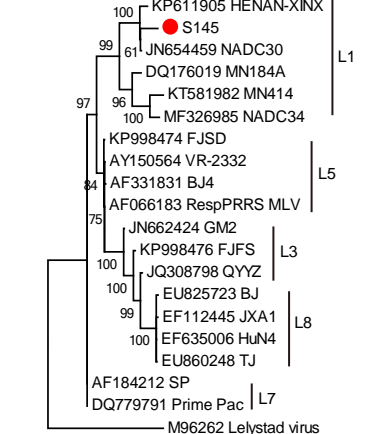 KP611905 HENAN-XINX
100
S145
99
61
JN654459 NADC30
L1
DQ176019 MN184A
96
KT581982 MN414
97
100
MF326985 NADC34
KP998474 FJSD
AY150564 VR-2332
L5
84
AF331831 BJ4
AF066183 RespPRRS MLV
75
JN662424 GM2
KP998476 FJFS
L3
100
JQ308798 QYYZ
100
EU825723 BJ
99
EF112445 JXA1
L8
100
EF635006 HuN4
EU860248 TJ
AF184212 SP
L7
DQ779791 Prime Pac
M96262 Lelystad virus